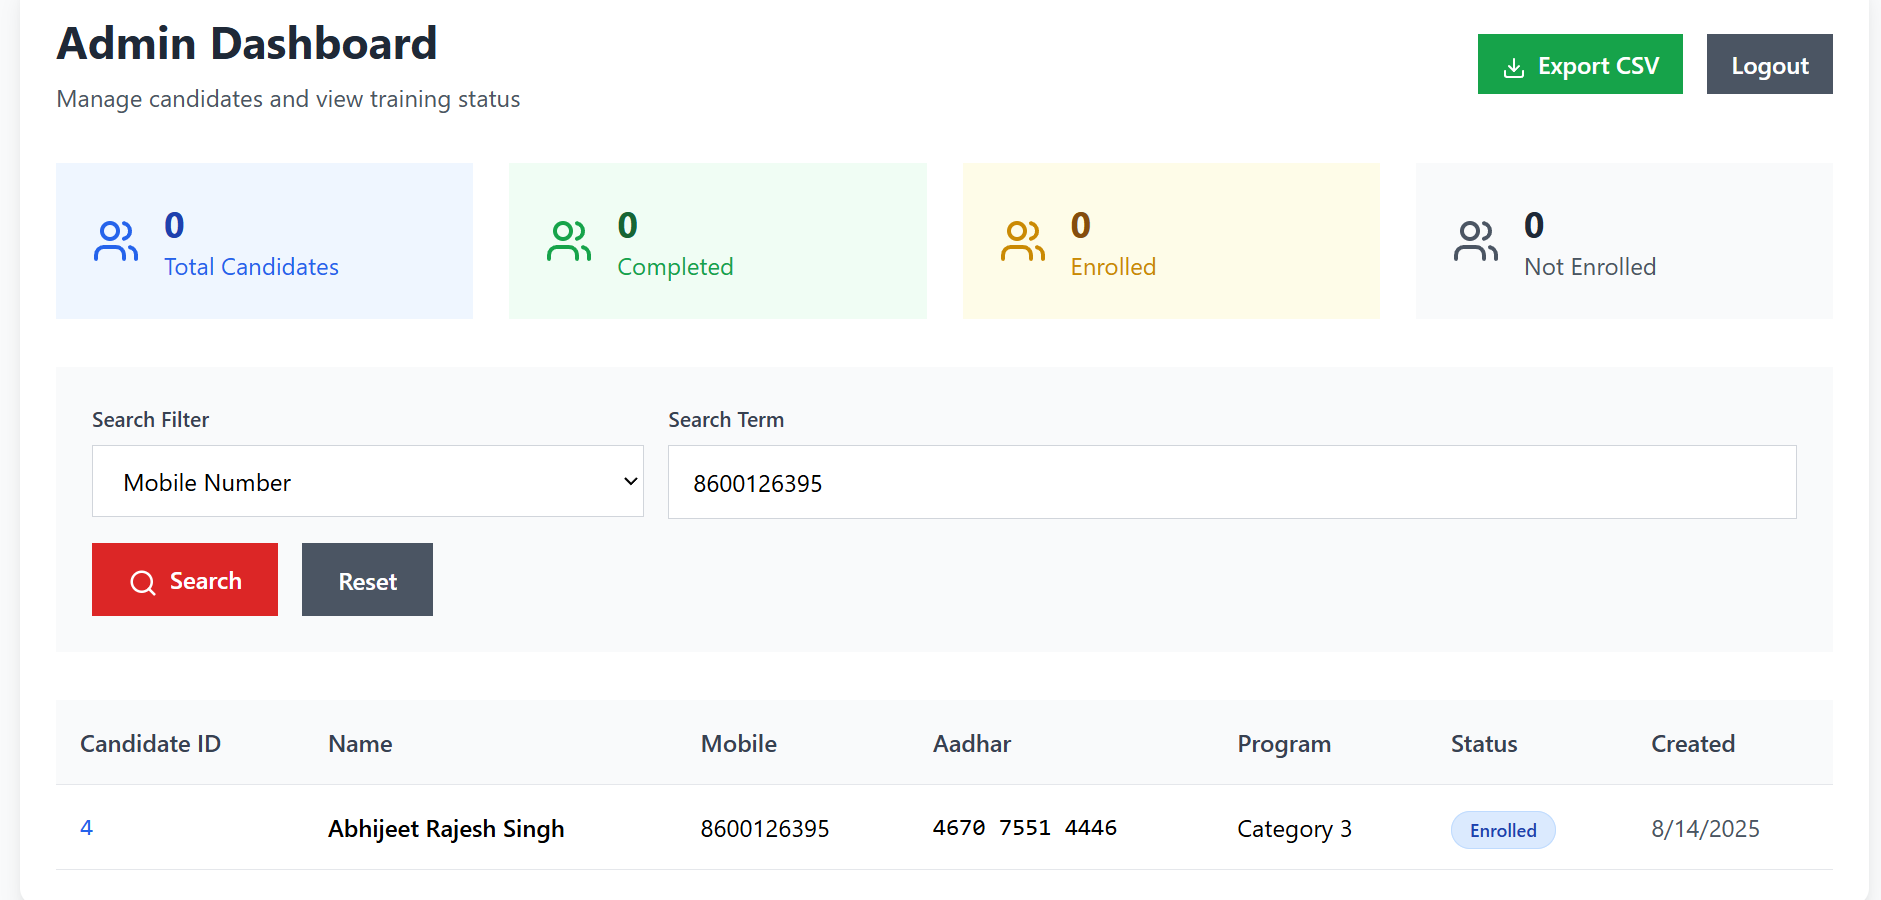 Admin Dashboard
Manage candidates and view training status
Export CSV
Logout
0
Total Candidates
0
Completed
0
Enrolled
0
Not Enrolled
Search Filter
Search Term
Mobile Number
8600126395
Search
Reset
Candidate ID Name Mobile Aadhar Program Status Created
4 Abhijeet Rajesh Singh 8600126395 4670 7551 4446 Category 3 Enrolled 8/14/2025